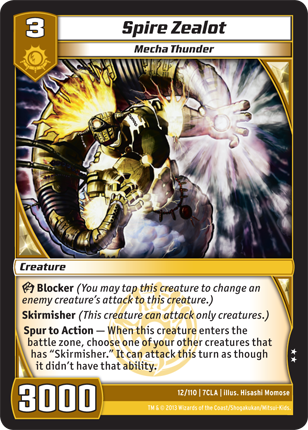 3
Spire Zealot
Mecha Thunder
Creature
Blocker (You may tap this creature to change an
enemy creature's attack to this creature.)
Skirmisher (This creature can attack only creatures.)
Spur to Action — When this creature enters the
battle zone, choose one of your other creatures that
has "Skirmisher." It can attack this turn as though
it didn't have that ability.
3000
12/110 | 7CLA | illus. Hisashi Momose
TM & © 2013 Wizards of the Coast/Shogakukan/Mitsui-Kids